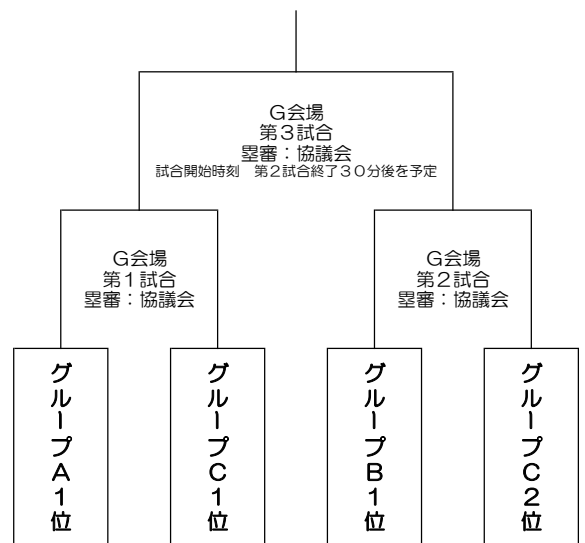 G会場
第3試合
塁審：協議会
試合開始時刻　第2試合終了30分後を予定
G会場
第1試合
塁審：協議会
G会場
第2試合
塁審：協議会
グループA1位
グループC1位
グループB1位
グループC2位